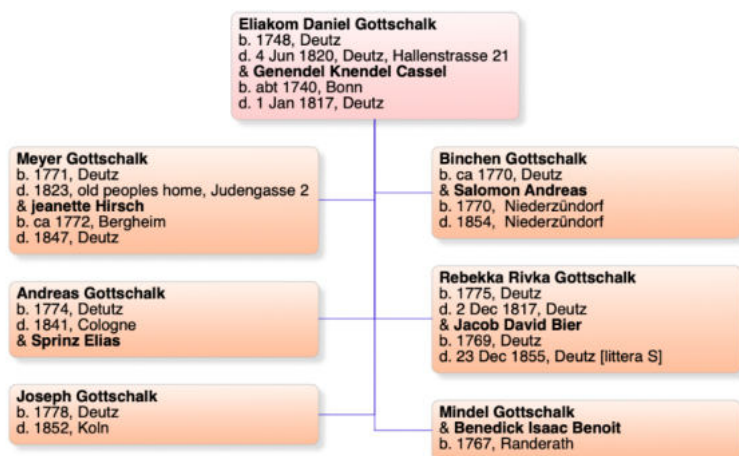 Eliakom Daniel Gottschalk
b. 1748, Deutz
d. 4 Jun 1820, Deutz, Hallenstrasse 21
& Genendel Knendel Cassel
b. abt 1740, Bonn
d. 1 Jan 1817, Deutz
Meyer Gottschalk
b. 1771, Deutz
d. 1823, old peoples home, Judengasse 2
& jeanette Hirsch
b. ca 1772, Bergheim
d. 1847, Deutz
Binchen Gottschalk
b. ca 1770, Deutz
& Salomon Andreas
b. 1770, Niederzündorf
d. 1854, Niederzündorf
Andreas Gottschalk
b. 1774, Detutz
d. 1841, Cologne
& Sprinz Elias
Rebekka Rivka Gottschalk
b. 1775, Deutz
d. 2 Dec 1817, Deutz
& Jacob David Bier
b. 1769, Deutz
d. 23 Dec 1855, Deutz [littera S]
Joseph Gottschalk
b. 1778, Deutz
d. 1852, Koln
Mindel Gottschalk
& Benedick Isaac Benoit
b. 1767, Randerath